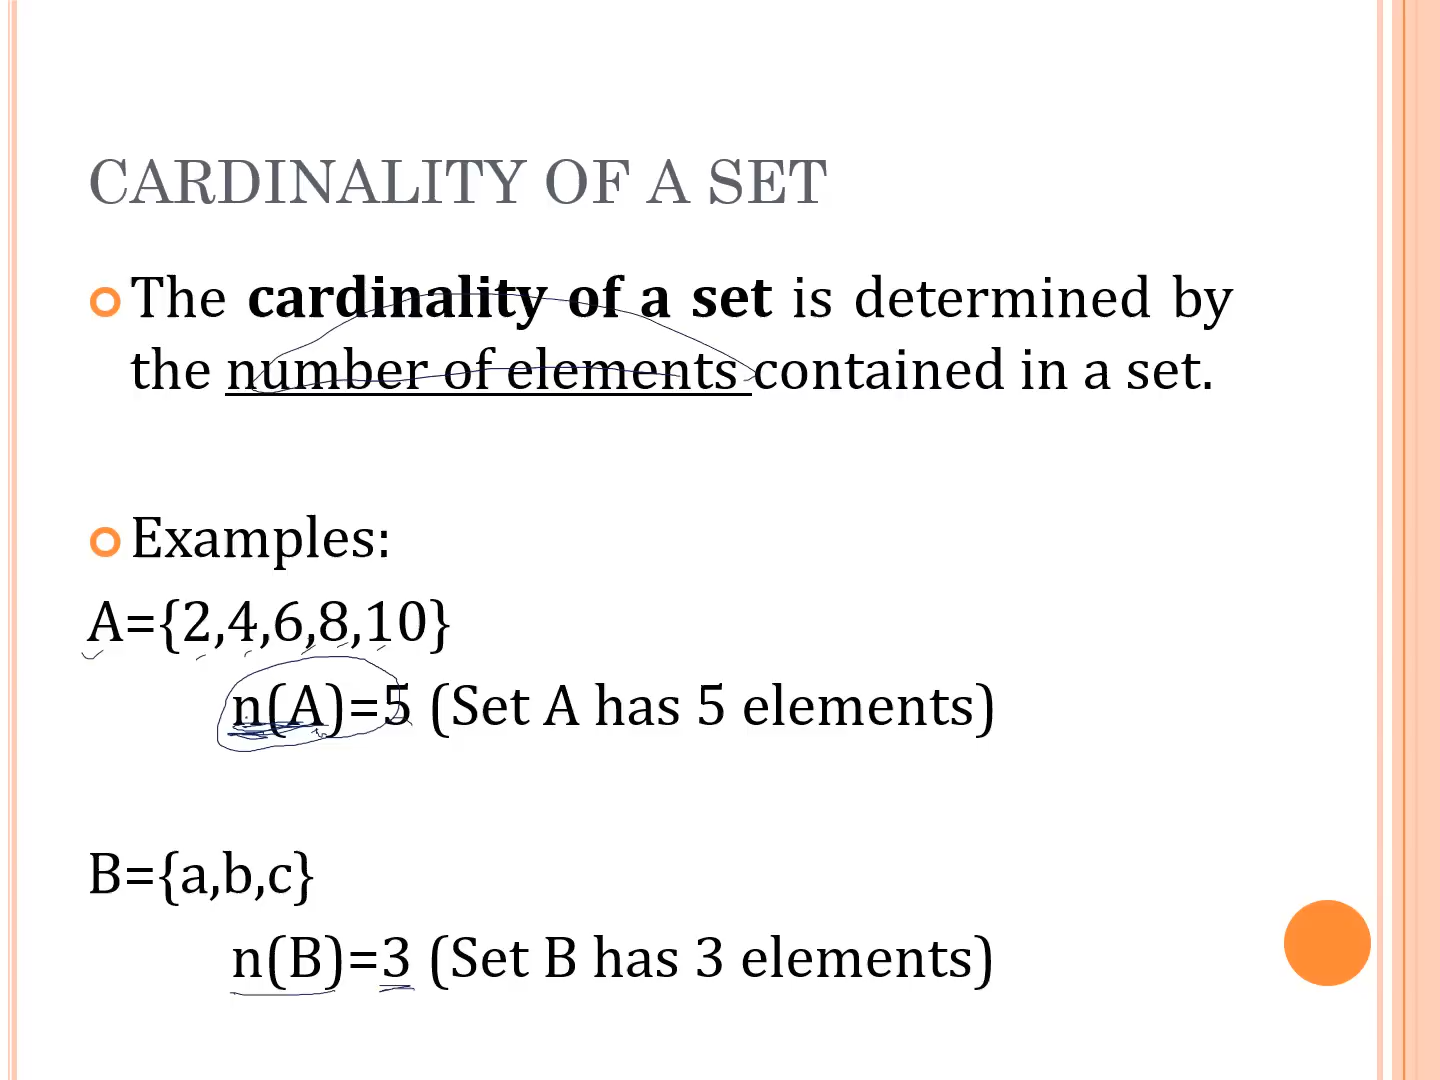 CARDINALITY OF A SET
The cardinality of a set is determined by
the number of elements contained in a set.
Examples:
A={2,4,6,8,10}
n(A)=5 (Set A has 5 elements)
B={a,b,c}
n(B)=3 (Set B has 3 elements)